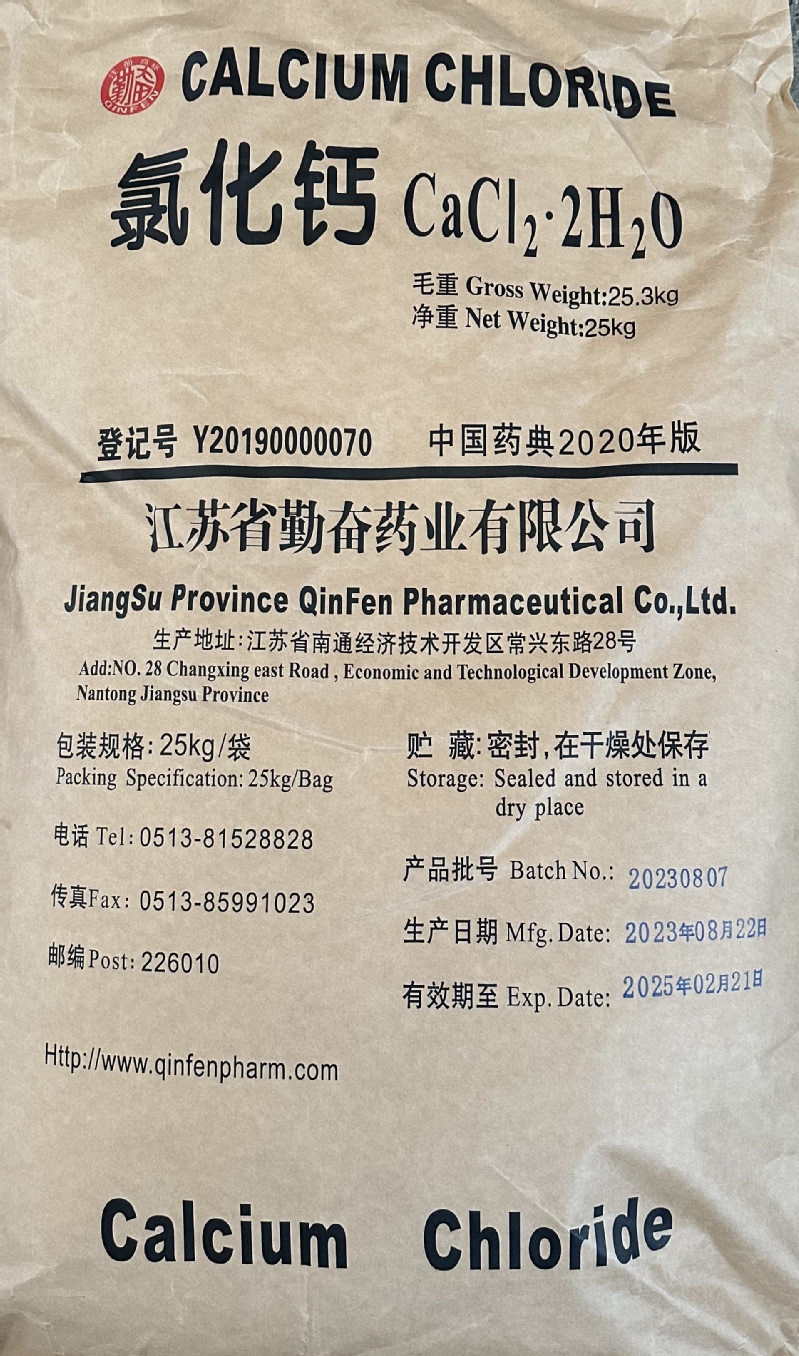 QINFEN
CALCIUM CHLORIDE
氯化钙 CaCl₂·2H₂O
毛重 Gross Weight:25.3kg
净重 Net Weight:25kg
登记号 Y20190000070 中国药典2020年版
江苏省勤奋药业有限公司
JiangSu Province QinFen Pharmaceutical Co.,Ltd.
生产地址:江苏省南通经济技术开发区常兴东路28号
Add:NO. 28 Changxing east Road , Economic and Technological Development Zone,
Nantong Jiangsu Province
包装规格: 25kg/袋
Packing Specification: 25kg/Bag
电话 Tel: 0513-81528828
传真Fax: 0513-85991023
邮编Post: 226010
Http://www.qinfenpharm.com
贮 藏: 密封,在干燥处保存
Storage: Sealed and stored in a
dry place
产品批号 Batch No.: 20230807
生产日期 Mfg. Date: 2023年08月22日
有效期至 Exp. Date: 2025年02月21日
Calcium Chloride